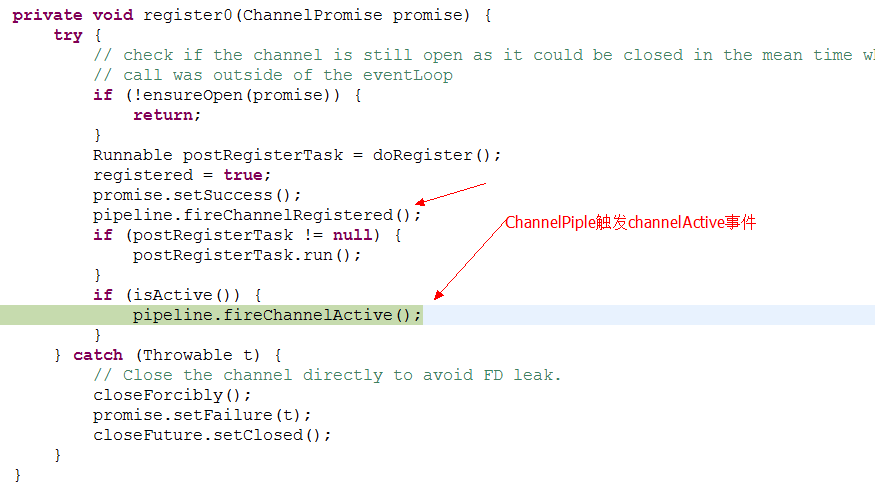 private void register0(ChannelPromise promise) {
try {
// check if the channel is still open as it could be closed in the mean time
// call was outside of the eventLoop
if (!ensureOpen(promise)) {
return;
}
Runnable postRegisterTask = doRegister();
registered = true;
promise.setSuccess();
pipeline.fireChannelRegistered();
if (postRegisterTask != null) {
ChannelPiple触发channelActive事件
postRegisterTask.run();
}
if (isActive()) {
pipeline.fireChannelActive();
}
} catch (Throwable t) {
// Close the channel directly to avoid FD leak.
closeForcibly();
promise.setFailure(t);
closeFuture.setClosed();
}
}